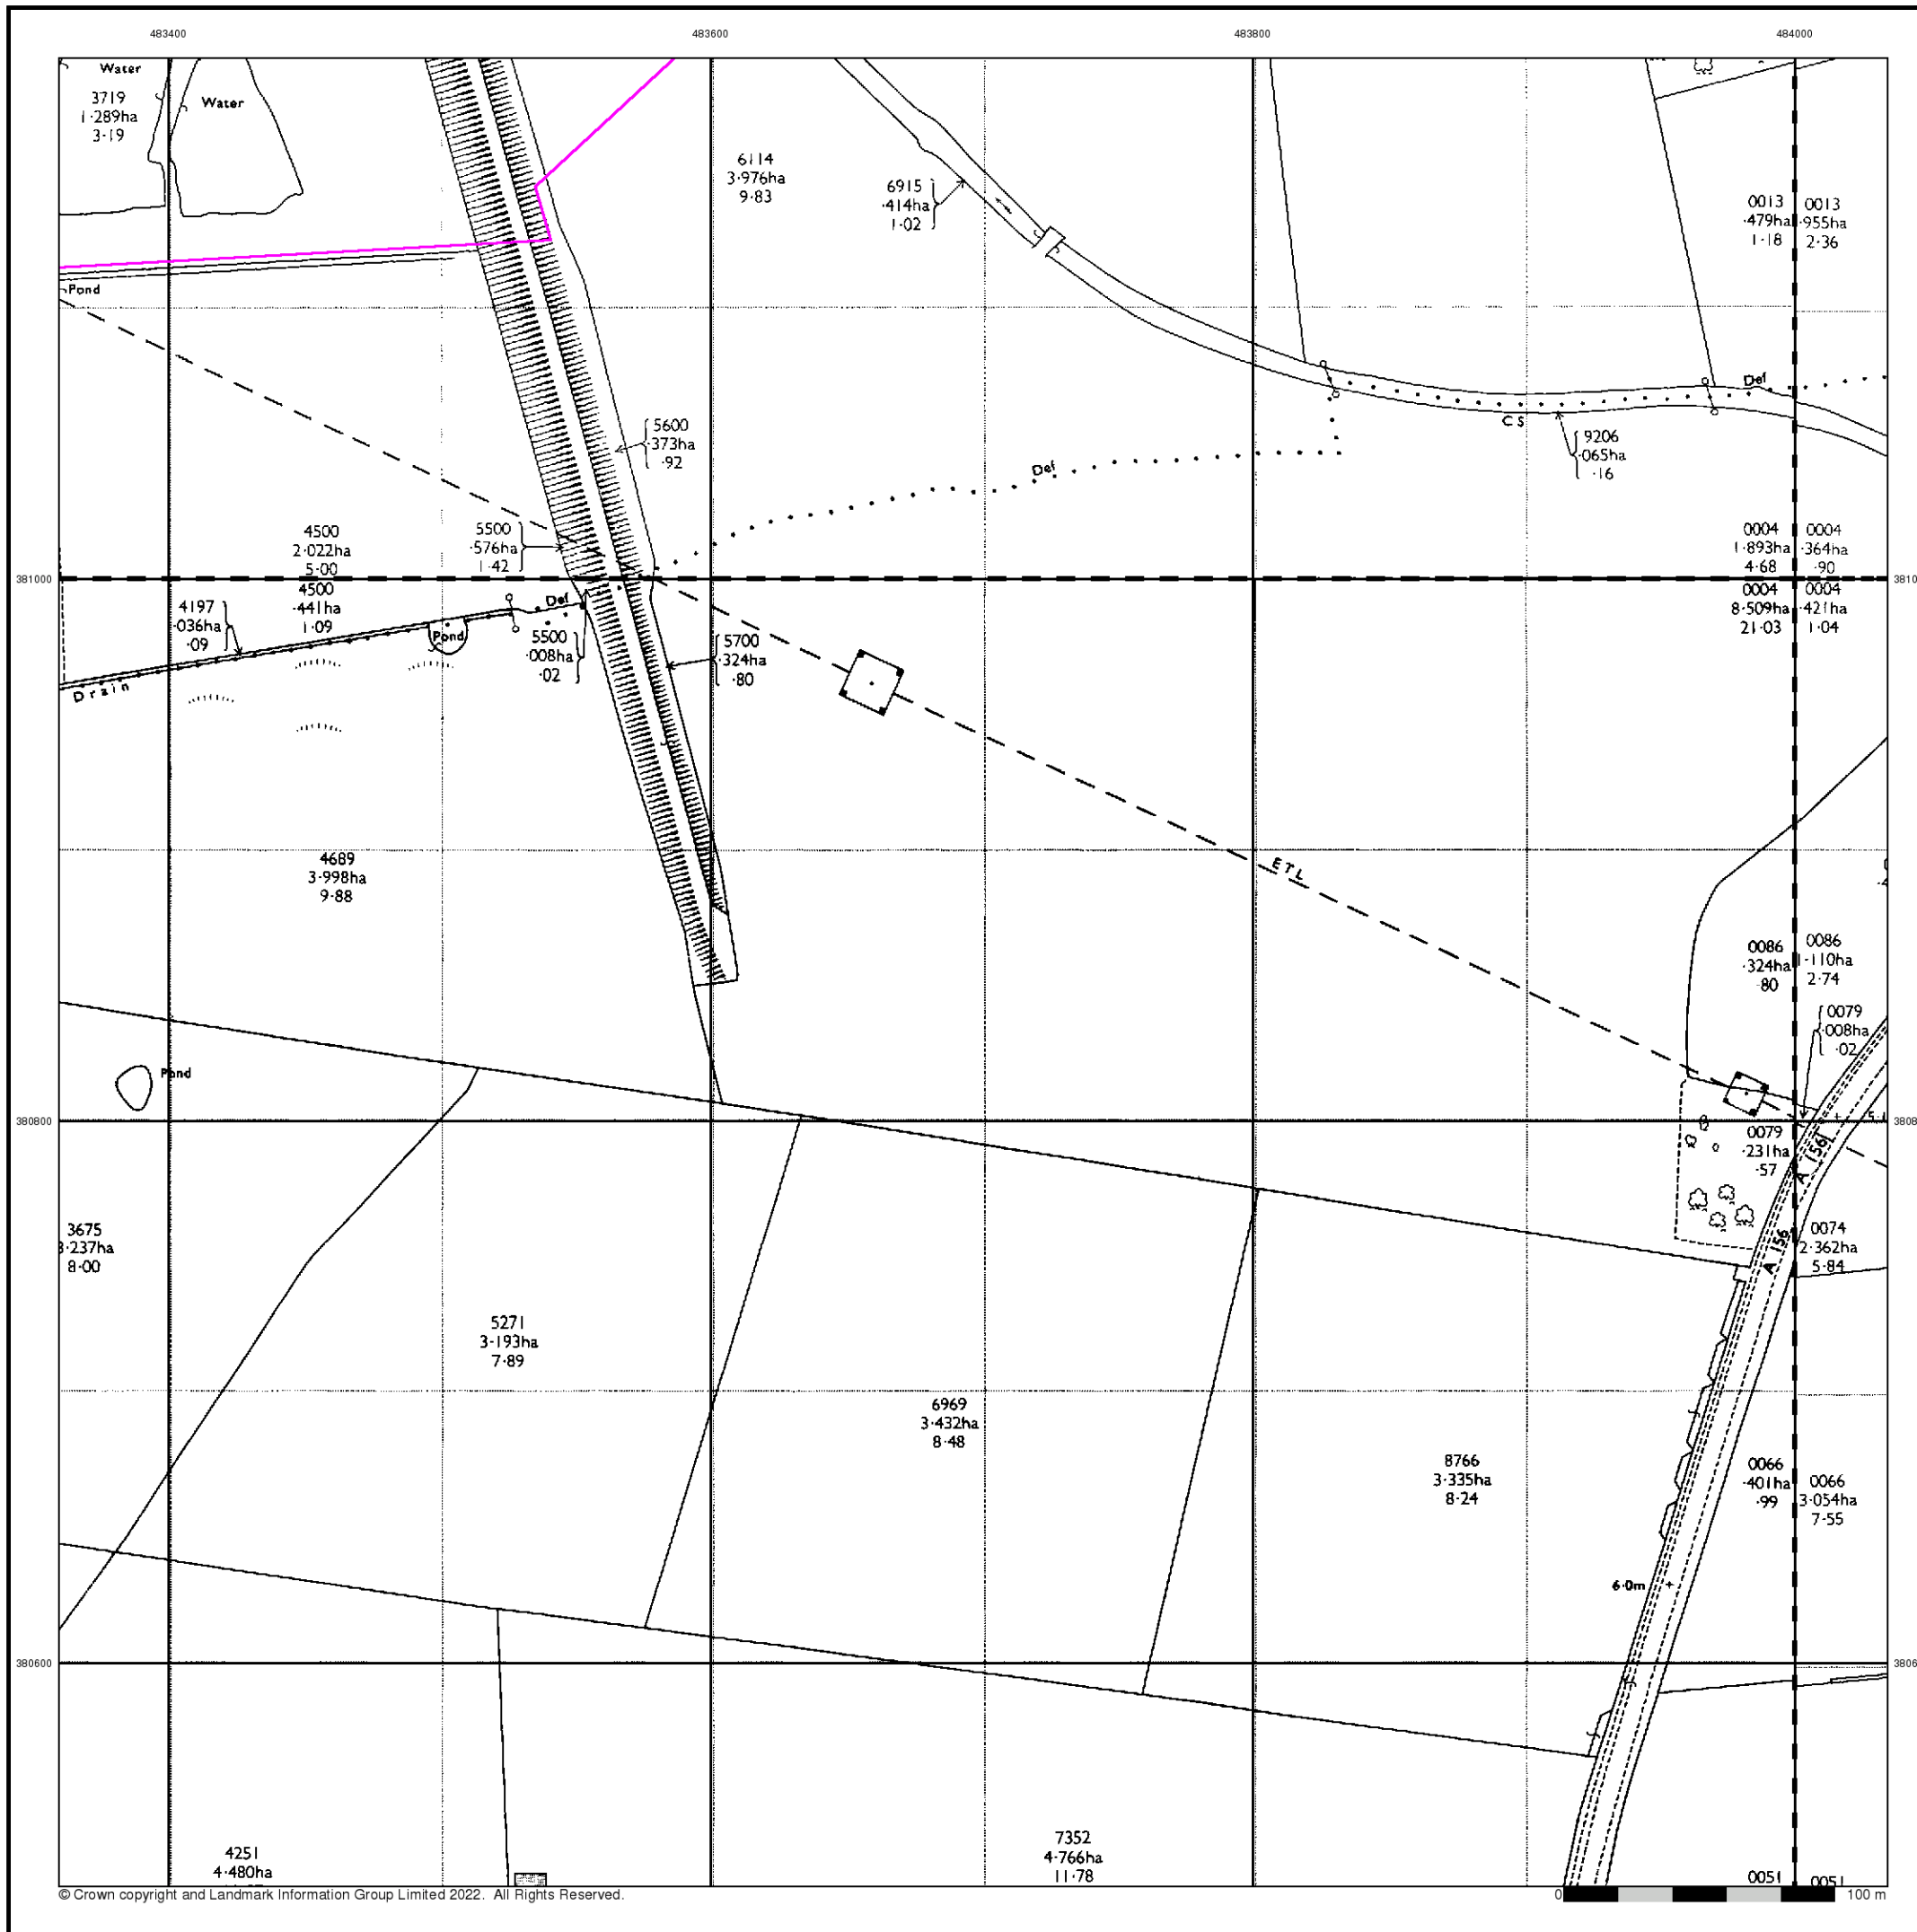 483400
483600
483800
484000
Water
3719
1·289ha
3·19
Water
6114
3·976ha
9·83
6915
·414ha
1·02
0013
·479ha
1·18
0013
·955ha
2·36
Pond
Def
CS
9206
·065ha
·16
5600
·373ha
·92
Def
4500
2·022ha
5·00
5500
·576ha
1·42
0004
1·893ha
4·68
0004
·364ha
·90
381000
4500
·441ha
1·09
0004
8·509ha
21·03
0004
·421ha
1·04
4197
·036ha
·09
Def
Pond
5500
·008ha
·02
5700
·324ha
·80
Drain
4689
3·998ha
9·88
ETL
0086
·324ha
·80
0086
1·110ha
2·74
0079
·008ha
·02
Pond
380800
0079
·231ha
·57
A 156
A 156
3675
3·237ha
8·00
0074
2·362ha
5·84
5271
3·193ha
7·89
6969
3·432ha
8·48
8766
3·335ha
8·24
0066
·401ha
·99
0066
3·054ha
7·55
6·0m
380600
4251
4·480ha
7352
4·766ha
11·78
0051
0051
© Crown copyright and Landmark Information Group Limited 2022. All Rights Reserved.
0
100 m